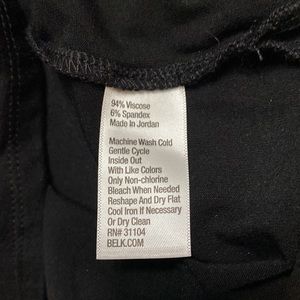 94% Viscose
6% Spandex
Made In Jordan
Machine Wash Cold
Gentle Cycle
Inside Out
With Like Colors
Only Non-chlorine
Bleach When Needed
Reshape And Dry Flat
Cool Iron If Necessary
Or Dry Clean
RN# 31104
BELK.COM